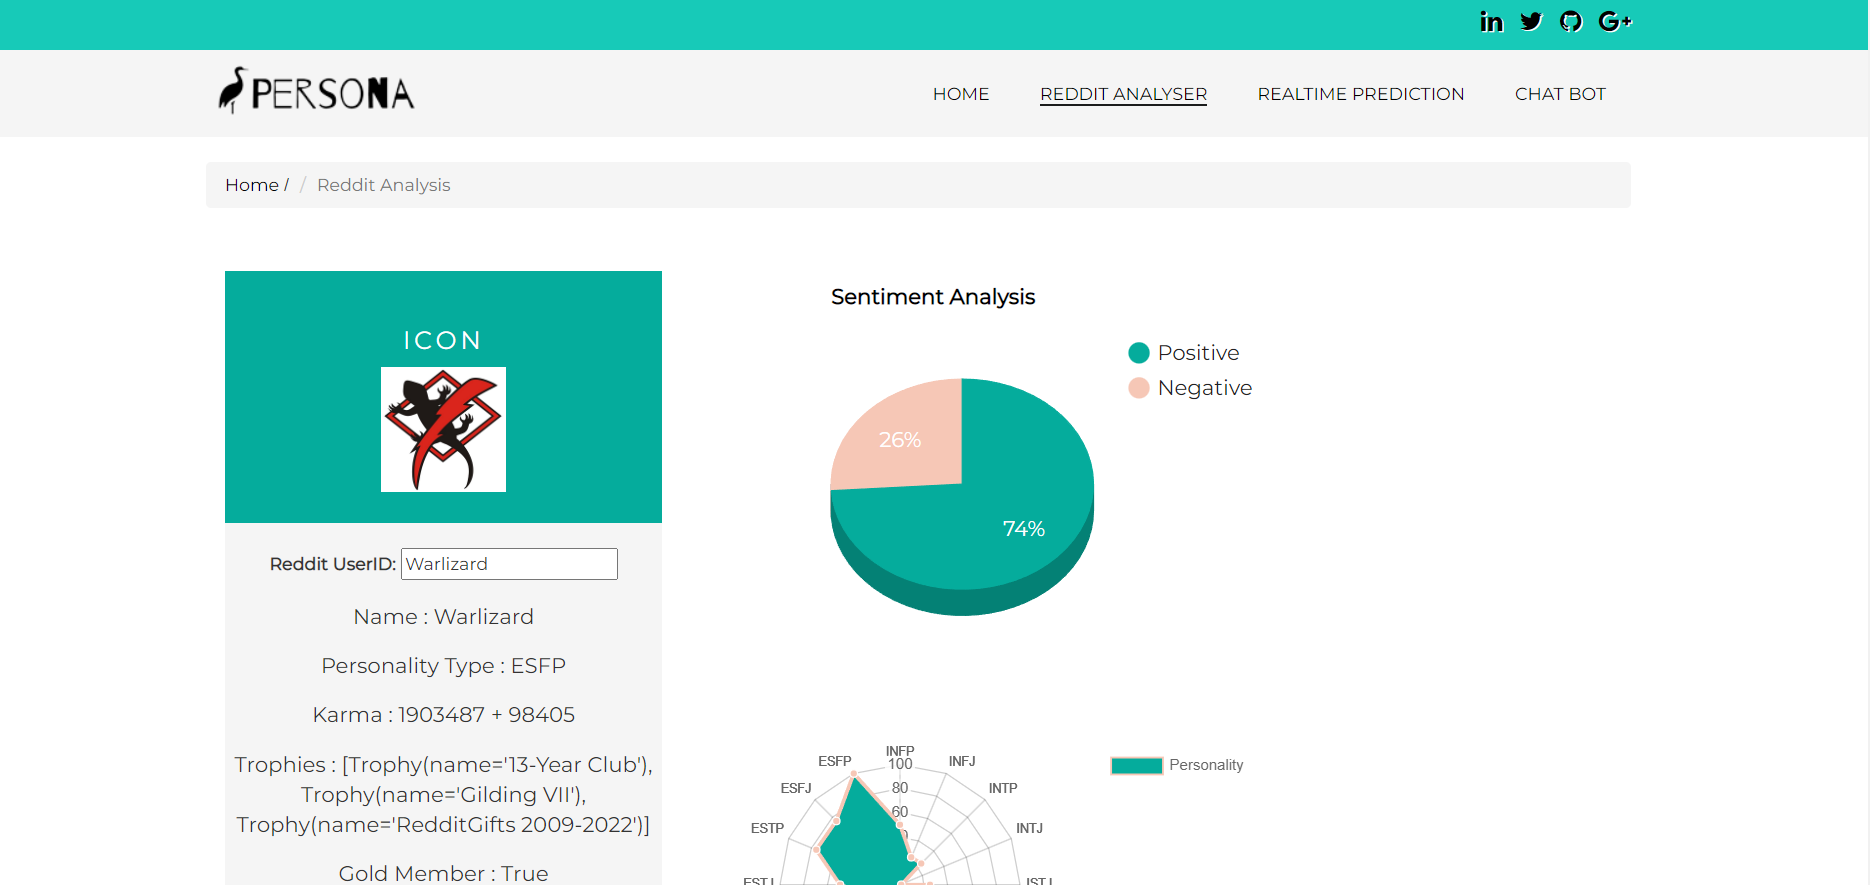 in G+
PERSONA
HOME REDDIT ANALYSER REALTIME PREDICTION CHAT BOT
Home / / Reddit Analysis
ICON
Reddit UserID: Warlizard
Name : Warlizard
Personality Type : ESFP
Karma : 1903487 + 98405
Trophies : [Trophy(name='13-Year Club'),
Trophy(name='Gilding VII'),
Trophy(name='RedditGifts 2009-2022')]
Gold Member : True
Sentiment Analysis
Positive
Negative
26%
74%
Personality
INFP
ESFP INFJ
100
ESFJ 80 INTP
60
ESTP INTJ
ESTJ ISTJ